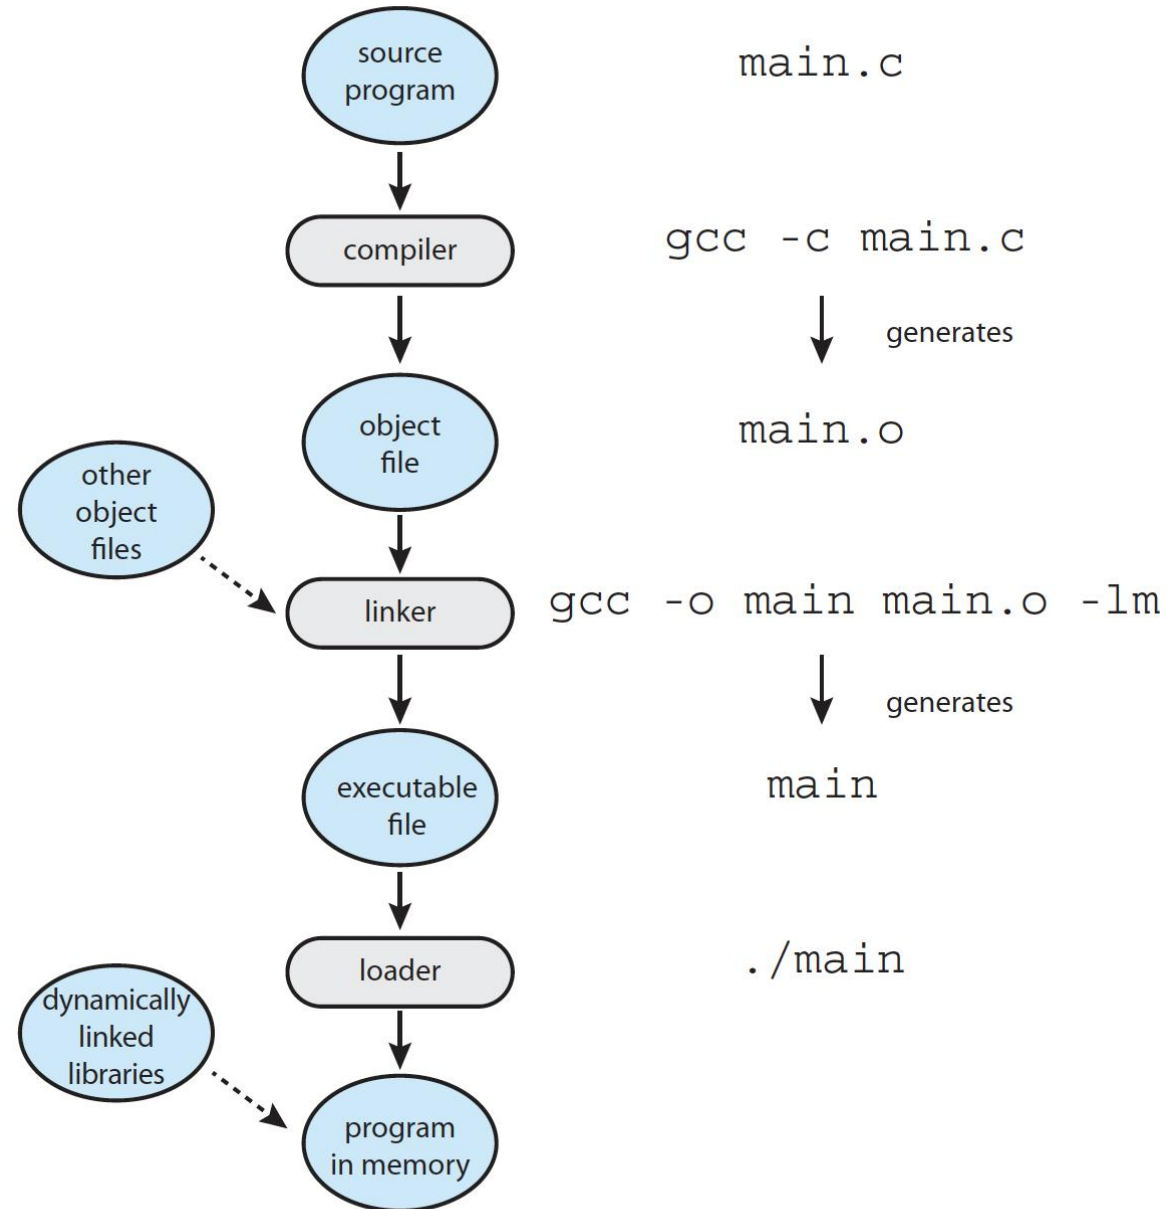 source
program
main.c
compiler
gcc -c main.c
generates
object
file
main.o
other
object
files
linker
gcc -o main main.o -lm
generates
executable
file
main
loader
./main
dynamically
linked
libraries
program
in memory